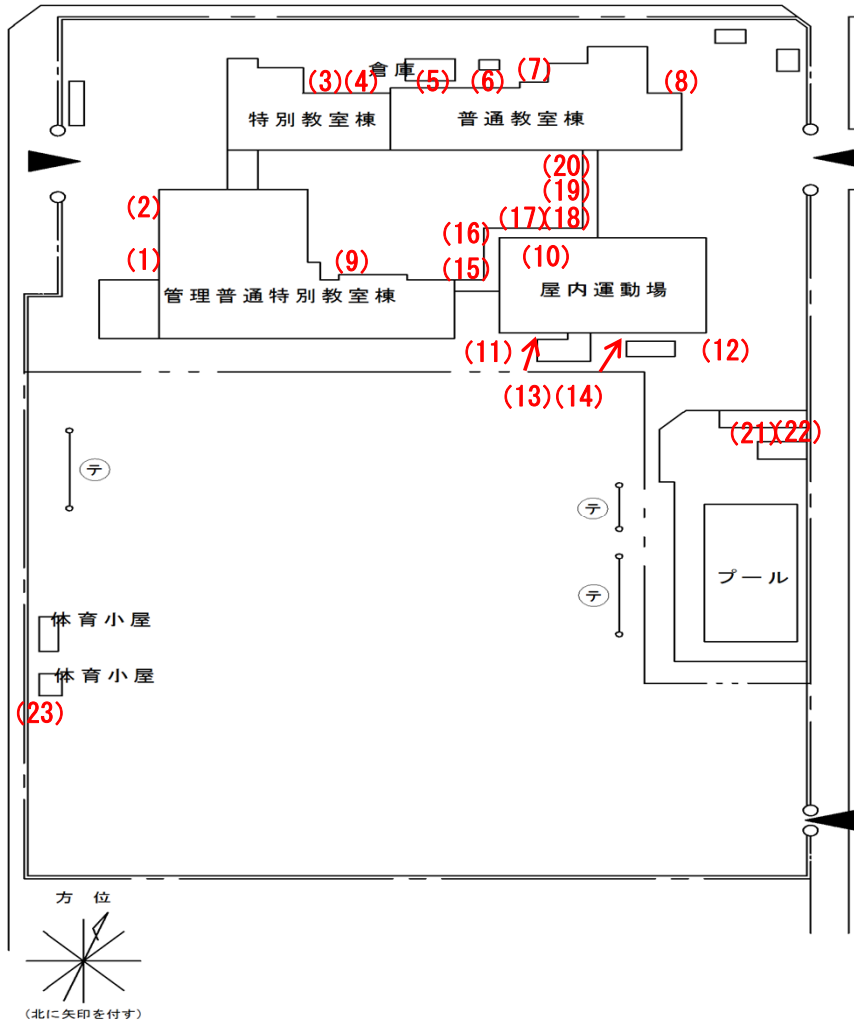 倉庫
(3)(4)
(5)
(6)
(7)
(8)
特別教室棟
普通教室棟
(20)
(19)
(2)
(17)(18)
(16)
(1)
(9)
(10)
(15)
管理普通特別教室棟
屋内運動場
(11)
(12)
(13)(14)
(21)(22)
テ
テ
プール
テ
体育小屋
体育小屋
(23)
方 位
(北に矢印を付す)